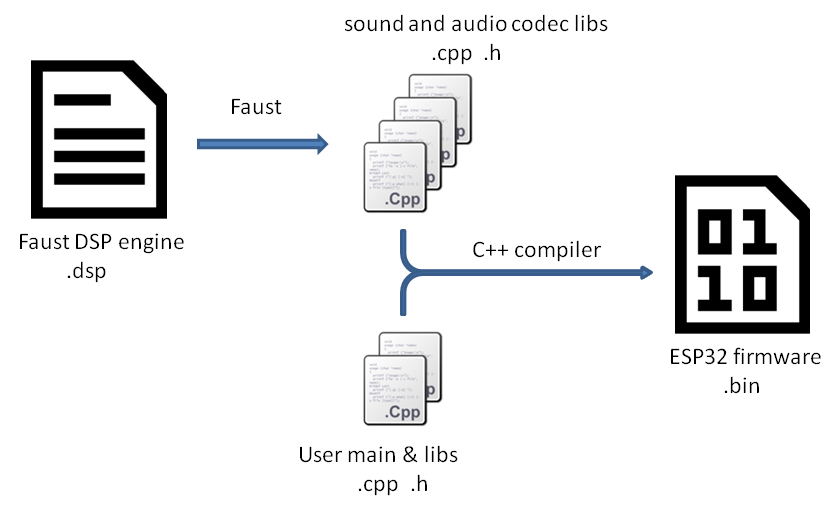 sound and audio codec libs
.cpp .h
Faust
.Cpp
Faust DSP engine
.dsp
C++ compiler
01
10
ESP32 firmware
.bin
.Cpp
User main & libs
.cpp .h